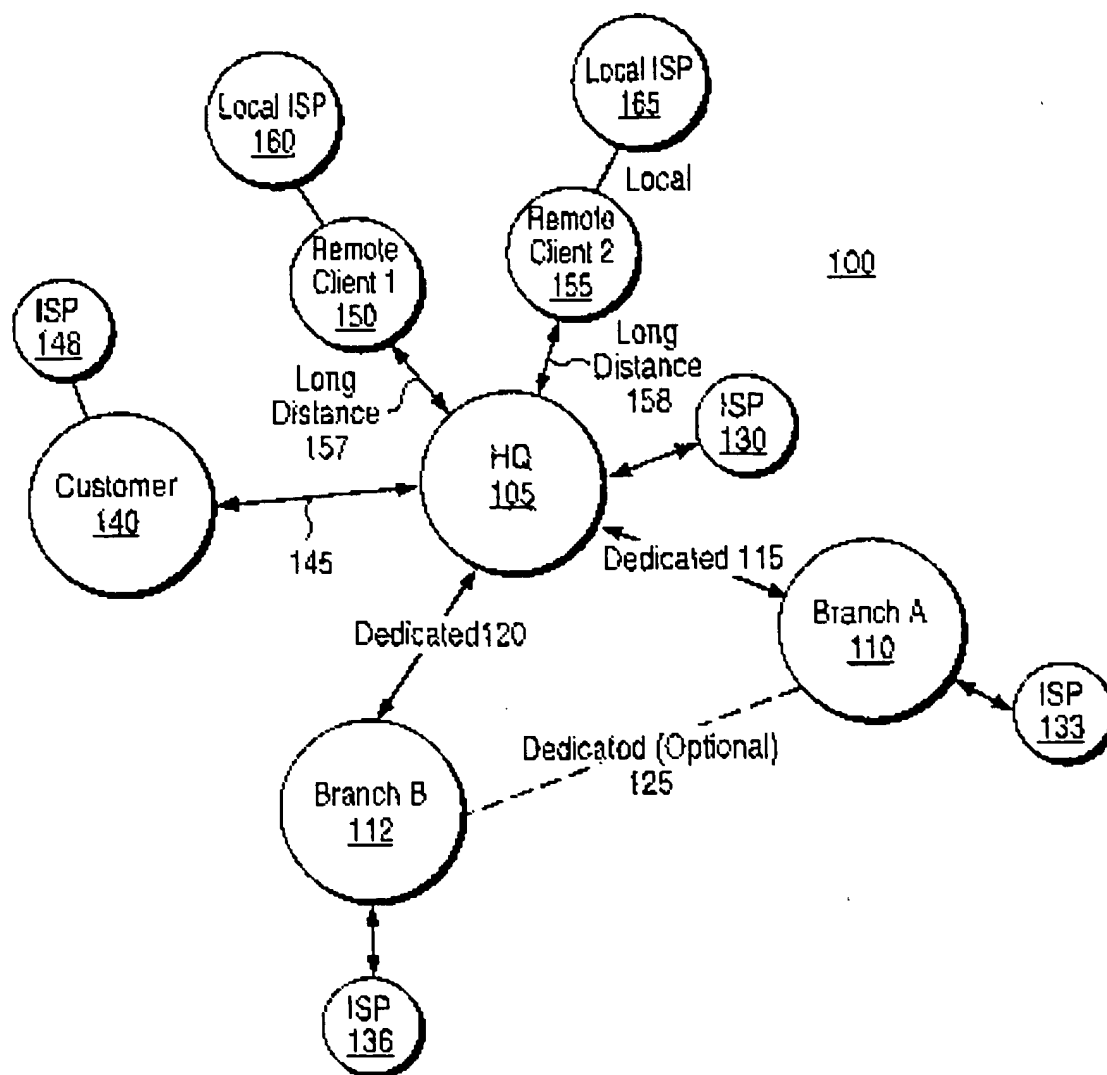 Local ISP
165
Local ISP
160
Local
Remote
Client 2
155
Remote
Client 1
150
100
ISP
148
Long
Distance
158
Long
Distance
157
ISP
130
HQ
105
Customer
140
145
Dedicated 115
Branch A
110
Dedicated120
ISP
133
Dedicated (Optional)
125
Branch B
112
ISP
136